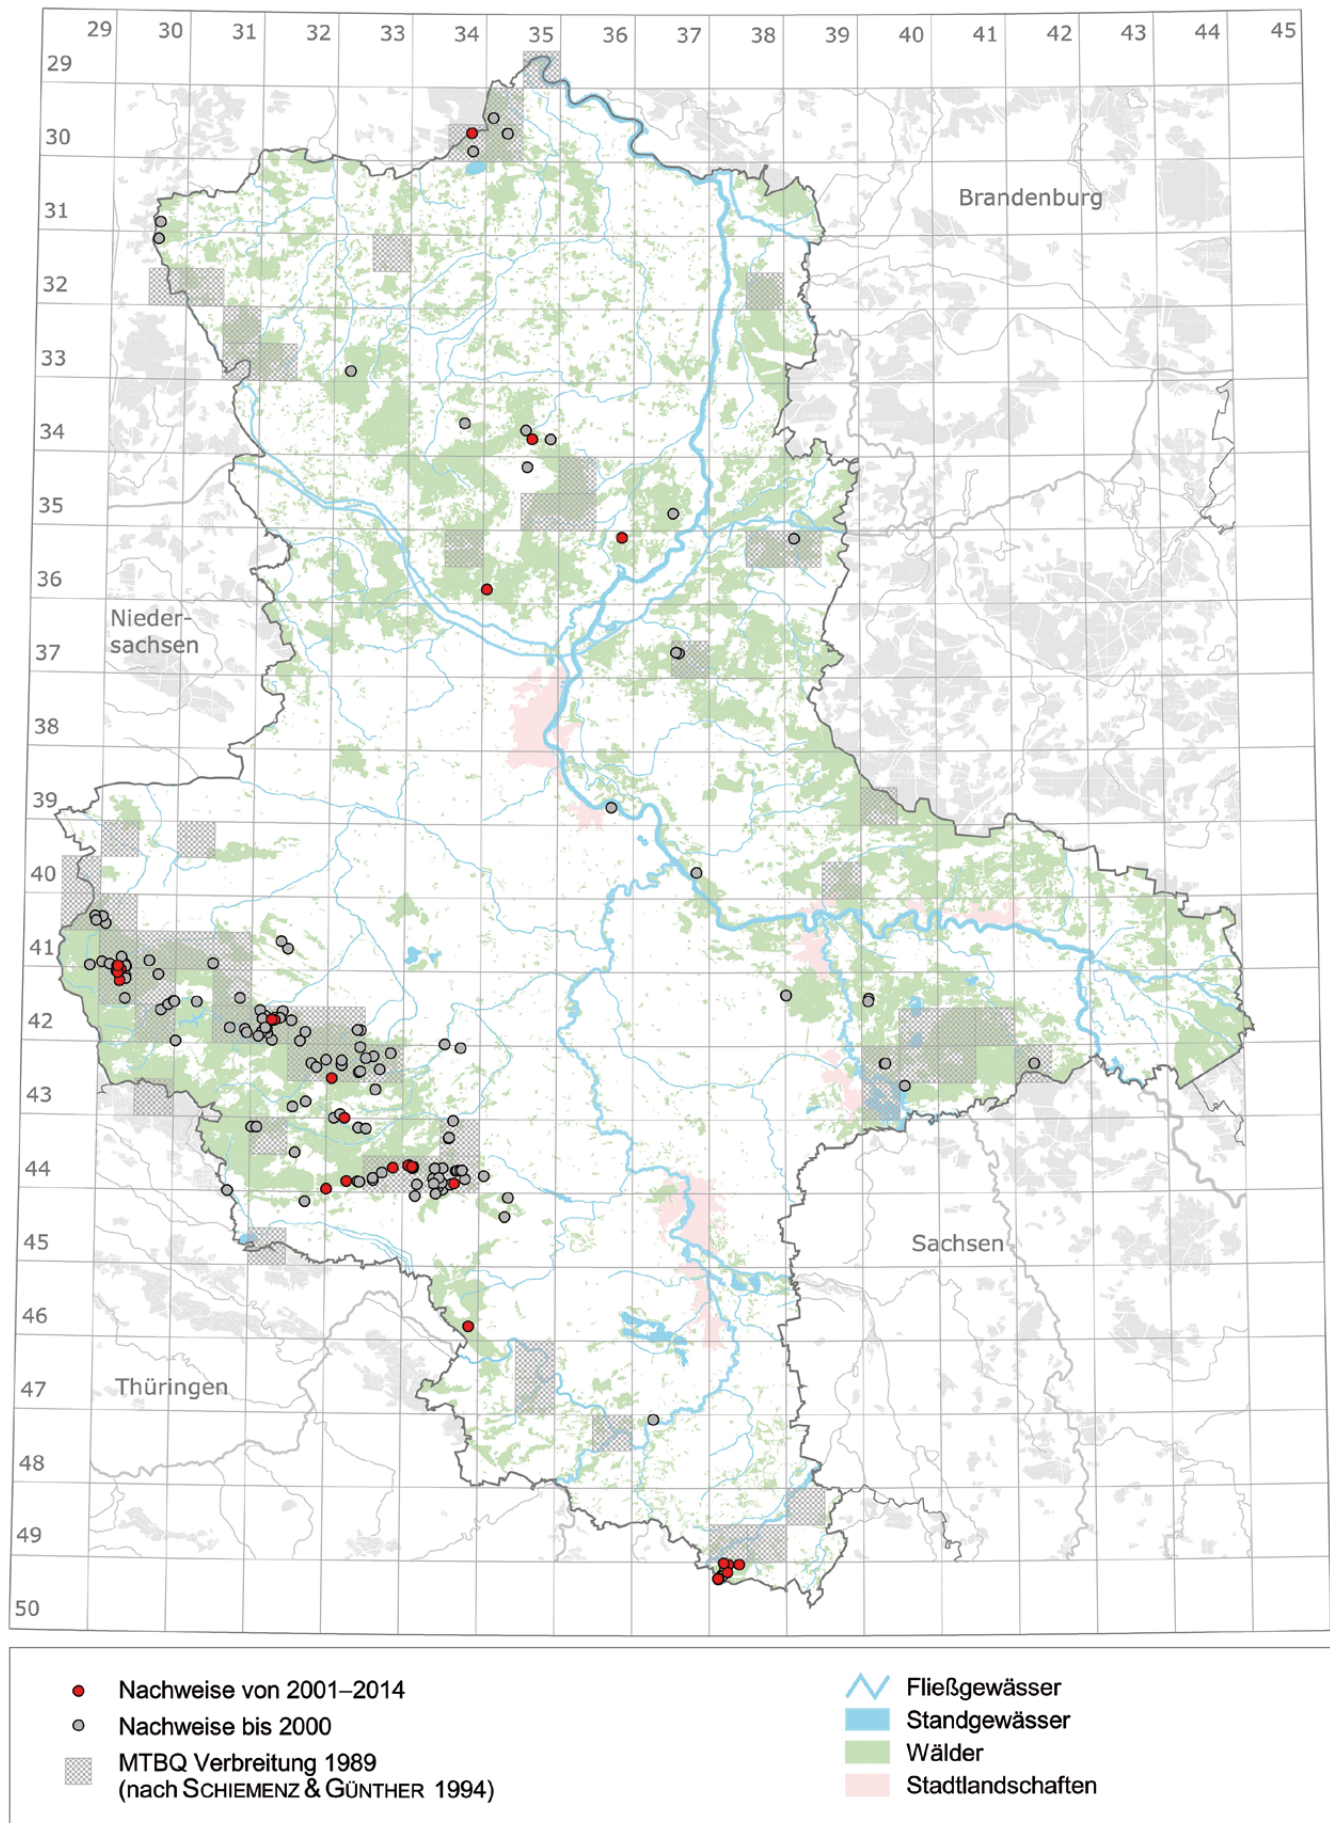 29 30 31 32 33 34 35 36 37 38 39 40 41 42 43 44 45
29
30
31
Brandenburg
32
33
34
35
36
Nieder-
sachsen
37
38
39
40
41
42
43
44
45
Sachsen
46
Thüringen
47
48
49
50
Nachweise von 2001–2014
Nachweise bis 2000
MTBQ Verbreitung 1989
(nach SCHIEMENZ & GÜNTHER 1994)
Fließgewässer
Standgewässer
Wälder
Stadtlandschaften